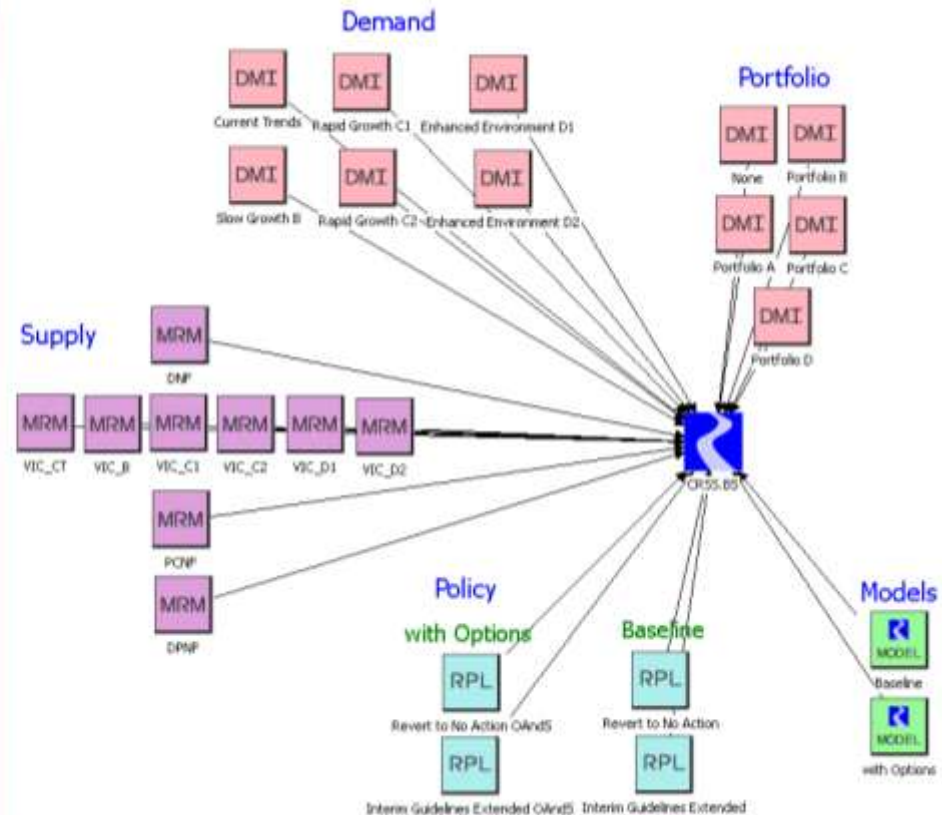 Demand
DMI
DMI
DMI
Current Trends
Rapid Growth C1
Enhanced Environment D1
DMI
DMI
DMI
Slow Growth B
Rapid Growth C2
Enhanced Environment D2
Portfolio
DMI
DMI
None
Portfolio B
DMI
DMI
Portfolio A
Portfolio C
DMI
Portfolio D
Supply
MRM
DNF
MRM
MRM
MRM
MRM
MRM
MRM
VIC_CT
VIC_B
VIC_C1
VIC_C2
VIC_D1
VIC_D2
MRM
PCNF
MRM
DPNF
CRSS.BS
Policy
with Options
Baseline
RPL
RPL
Revert to No Action OAndS
Revert to No Action
RPL
RPL
Interim Guidelines Extended OAndS
Interim Guidelines Extended
Models
MODEL
Baseline
MODEL
with Options